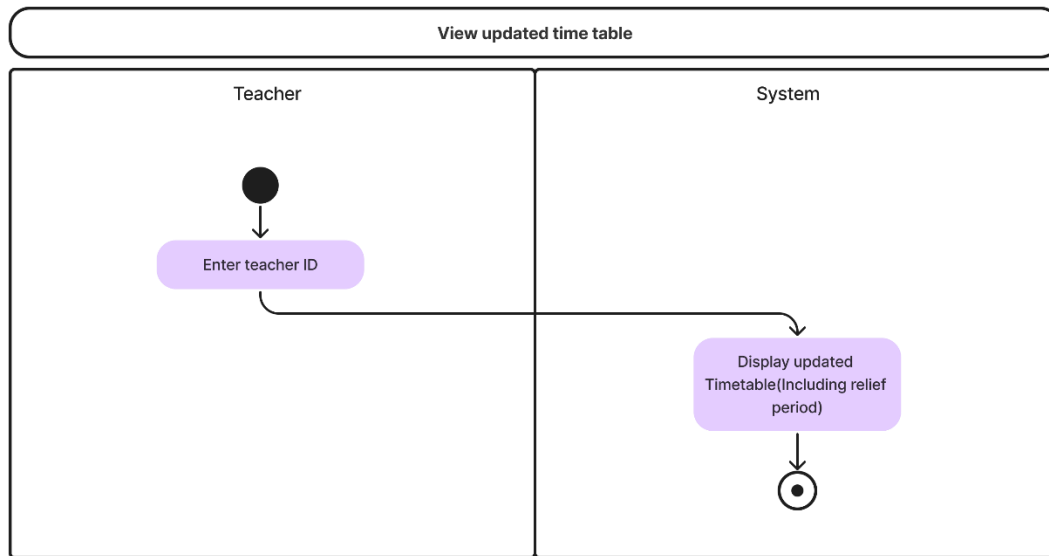 View updated time table
Teacher
System
Enter teacher ID
Display updated
Timetable(Including relief
period)